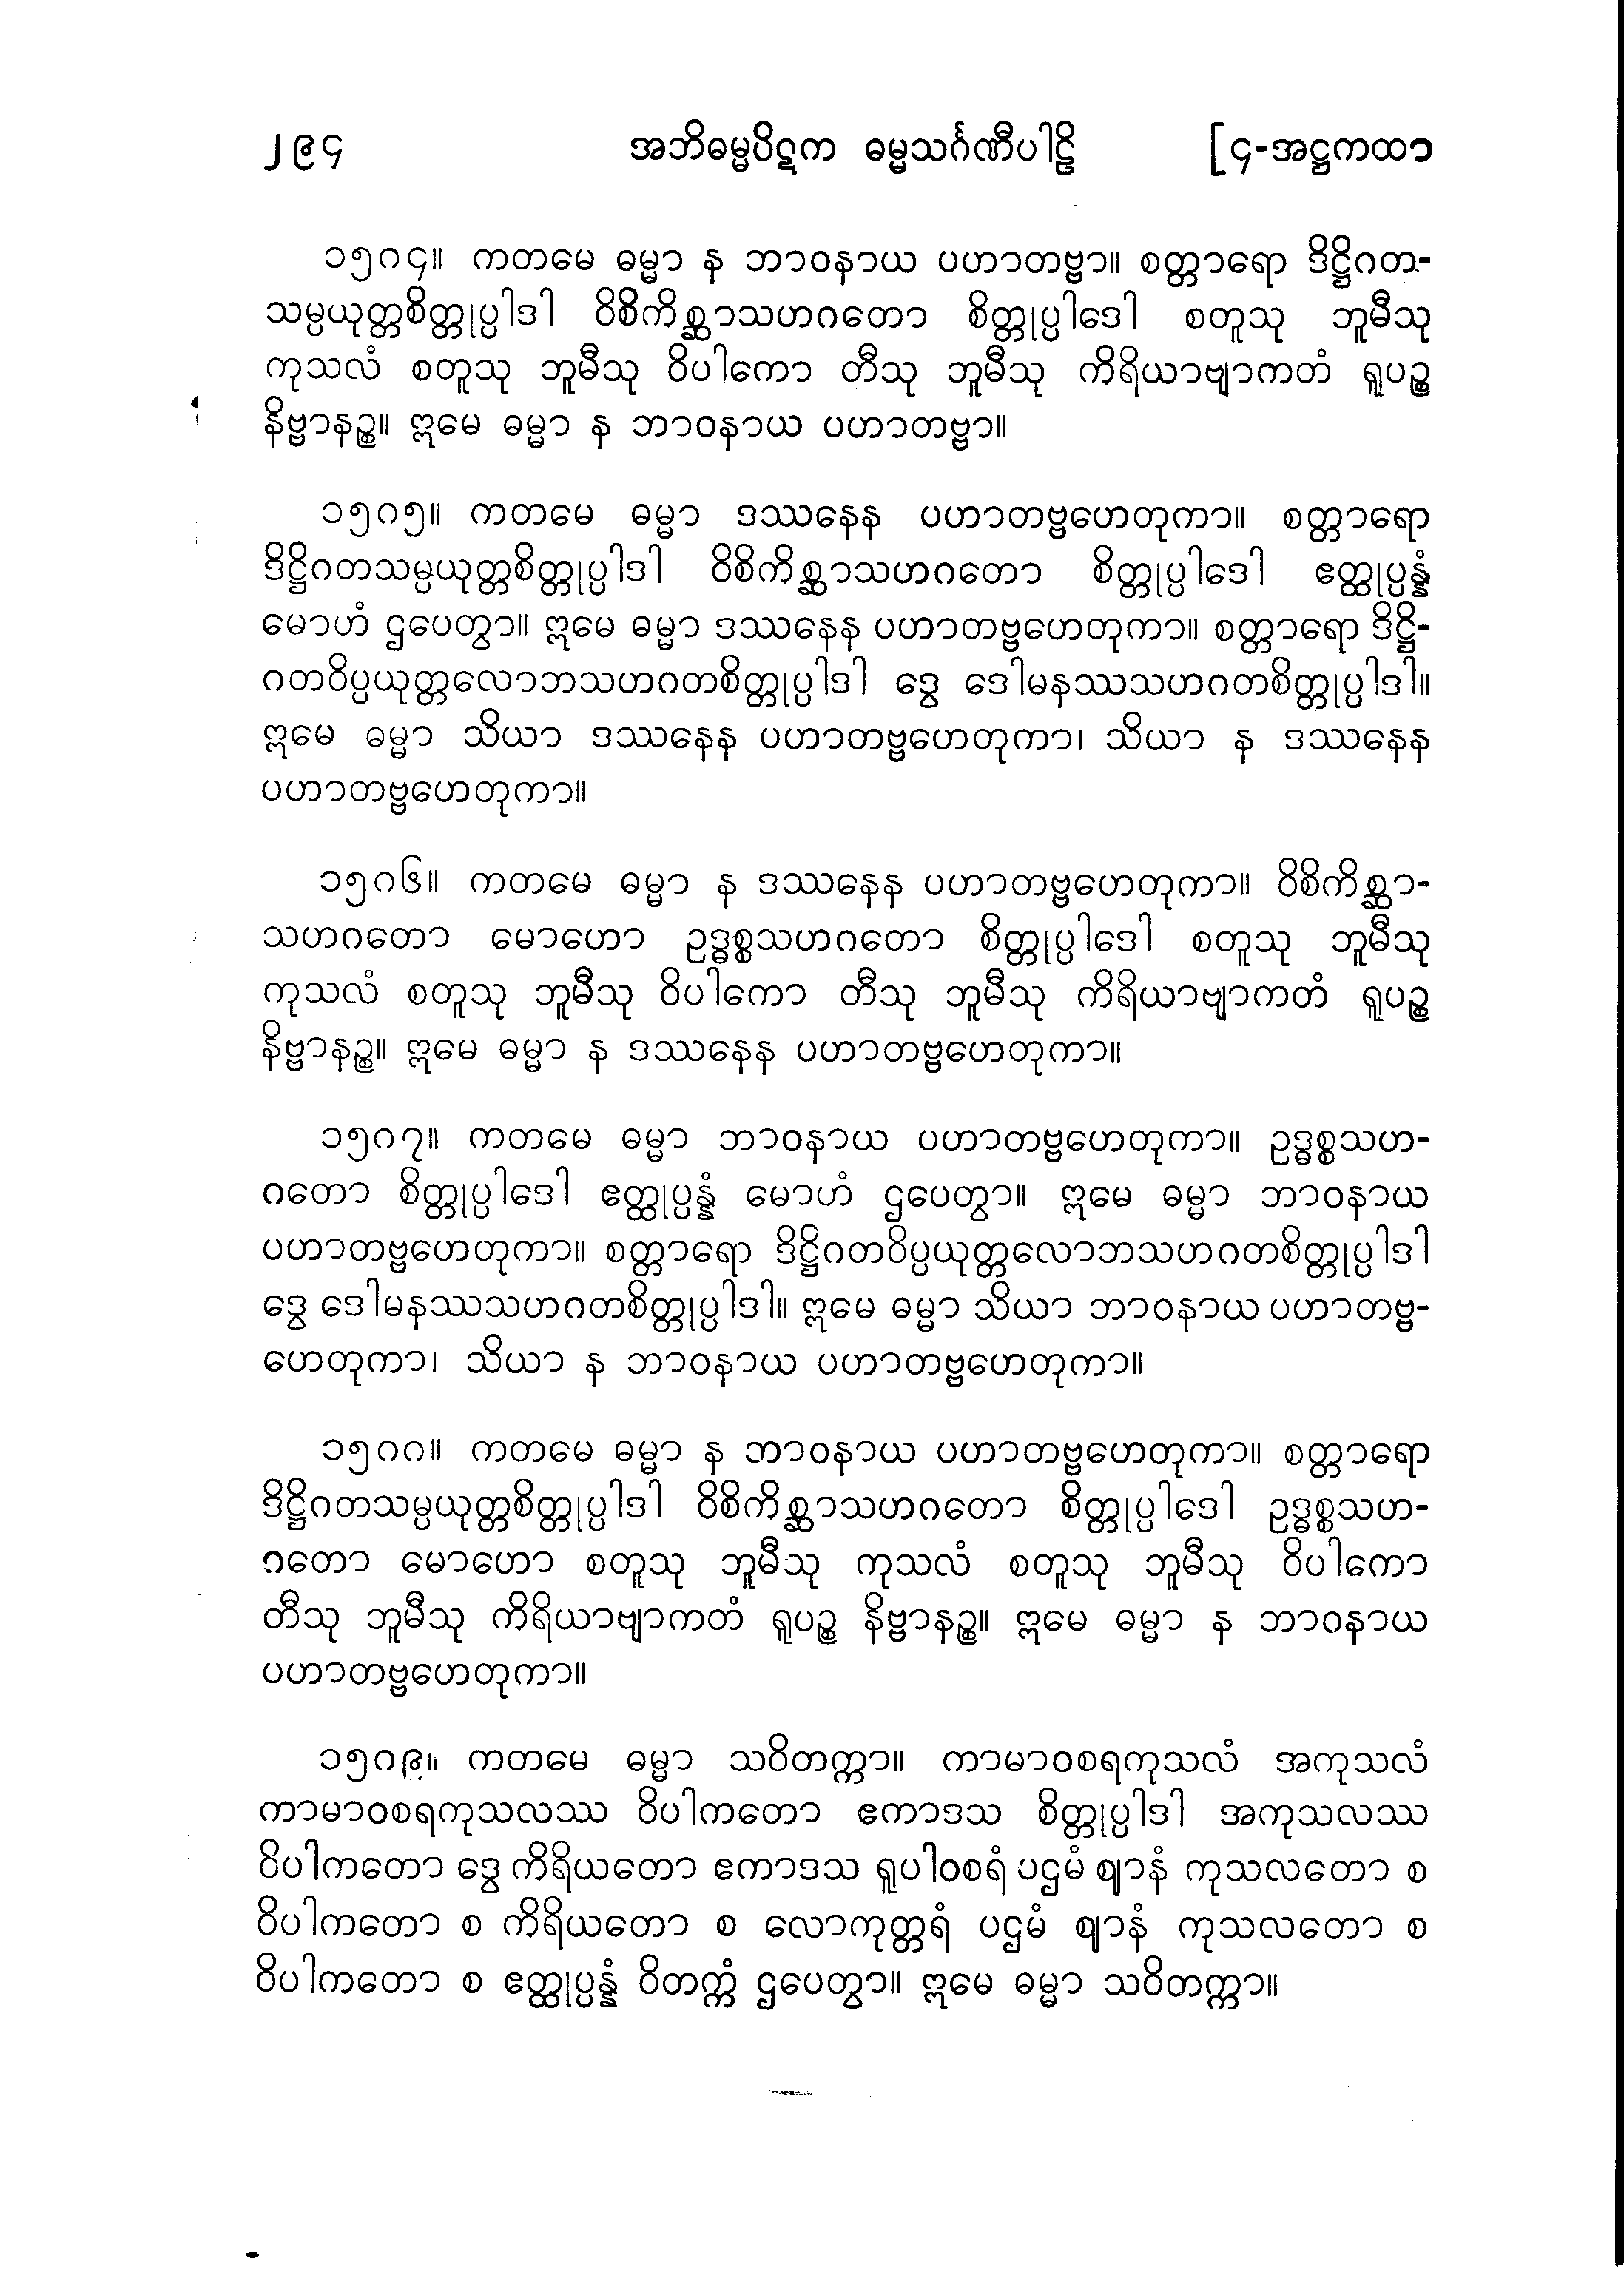 ၂၉၄ အဘိဓမ္မပိဋက ဓမ္မသင်္ဂဏီပါဠိ [၄-အဋ္ဌကထာ
၁၅၈၄။ ကတမေ ဓမ္မာ န ဘာဝနာယ ပဟာတဗ္ဗာ။ စတ္တာရော ဒိဋ္ဌိဂတ-
သမ္ပယုတ္တစိတ္တုပ္ပါဒါ ဝိစိကိစ္ဆာသဟဂတော စိတ္တုပ္ပါဒေါ စတူသု ဘူမီသု
ကုသလံ စတူသု ဘူမီသု ဝိပါကော တီသု ဘူမီသု ကိရိယာဗျာကတံ ရူပဉ္စ
နိဗ္ဗာနဉ္စ။ ဣမေ ဓမ္မာ န ဘာဝနာယ ပဟာတဗ္ဗာ။
၁၅၈၅။ ကတမေ ဓမ္မာ ဒဿနေန ပဟာတဗ္ဗဟေတုကာ။ စတ္တာရော
ဒိဋ္ဌိဂတသမ္ပယုတ္တစိတ္တုပ္ပါဒါ ဝိစိကိစ္ဆာသဟဂတော စိတ္တုပ္ပါဒေါ ဧတ္ထုပ္ပန္နံ
မောဟံ ဌပေတွာ။ ဣမေ ဓမ္မာ ဒဿနေန ပဟာတဗ္ဗဟေတုကာ။ စတ္တာရော ဒိဋ္ဌိ-
ဂတဝိပ္ပယုတ္တလောဘသဟဂတစိတ္တုပ္ပါဒါ ဒွေ ဒေါမနဿသဟဂတစိတ္တုပ္ပါဒါ။
ဣမေ ဓမ္မာ သိယာ ဒဿနေန ပဟာတဗ္ဗဟေတုကာ၊ သိယာ န ဒဿနေန
ပဟာတဗ္ဗဟေတုကာ။
၁၅၈၆။ ကတမေ ဓမ္မာ န ဒဿနေန ပဟာတဗ္ဗဟေတုကာ။ ဝိစိကိစ္ဆာ-
သဟဂတော မောဟော ဥဒ္ဓစ္စသဟဂတော စိတ္တုပ္ပါဒေါ စတူသု ဘူမီသု
ကုသလံ စတူသု ဘူမီသု ဝိပါကော တီသု ဘူမီသု ကိရိယာဗျာကတံ ရူပဉ္စ
နိဗ္ဗာနဉ္စ။ ဣမေ ဓမ္မာ န ဒဿနေန ပဟာတဗ္ဗဟေတုကာ။
၁၅၈၇။ ကတမေ ဓမ္မာ ဘာဝနာယ ပဟာတဗ္ဗဟေတုကာ။ ဥဒ္ဓစ္စသဟ-
ဂတော စိတ္တုပ္ပါဒေါ ဧတ္ထုပ္ပန္နံ မောဟံ ဌပေတွာ။ ဣမေ ဓမ္မာ ဘာဝနာယ
ပဟာတဗ္ဗဟေတုကာ။ စတ္တာရော ဒိဋ္ဌိဂတဝိပ္ပယုတ္တလောဘသဟဂတစိတ္တုပ္ပါဒါ
ဒွေ ဒေါမနဿသဟဂတစိတ္တုပ္ပါဒါ။ ဣမေ ဓမ္မာ သိယာ ဘာဝနာယ ပဟာတဗ္ဗ-
ဟေတုကာ၊ သိယာ န ဘာဝနာယ ပဟာတဗ္ဗဟေတုကာ။
၁၅၈၈။ ကတမေ ဓမ္မာ န ဘာဝနာယ ပဟာတဗ္ဗဟေတုကာ။ စတ္တာရော
ဒိဋ္ဌိဂတသမ္ပယုတ္တစိတ္တုပ္ပါဒါ ဝိစိကိစ္ဆာသဟဂတော စိတ္တုပ္ပါဒေါ ဥဒ္ဓစ္စသဟ-
ဂတော မောဟော စတူသု ဘူမီသု ကုသလံ စတူသု ဘူမီသု ဝိပါကော
တီသု ဘူမီသု ကိရိယာဗျာကတံ ရူပဉ္စ နိဗ္ဗာနဉ္စ။ ဣမေ ဓမ္မာ န ဘာဝနာယ
ပဟာတဗ္ဗဟေတုကာ။
၁၅၈၉။ ကတမေ ဓမ္မာ သဝိတက္ကာ။ ကာမာဝစရကုသလံ အကုသလံ
ကာမာဝစရကုသလဿ ဝိပါကတော ဧကာဒသ စိတ္တုပ္ပါဒါ အကုသလဿ
ဝိပါကတော ဒွေ ကိရိယတော ဧကာဒသ ရူပါဝစရံ ပဌမံ ဈာနံ ကုသလတော စ
ဝိပါကတော စ ကိရိယတော စ လောကုတ္တရံ ပဌမံ ဈာနံ ကုသလတော စ
ဝိပါကတော စ ဧတ္ထုပ္ပန္နံ ဝိတက္ကံ ဌပေတွာ။ ဣမေ ဓမ္မာ သဝိတက္ကာ။